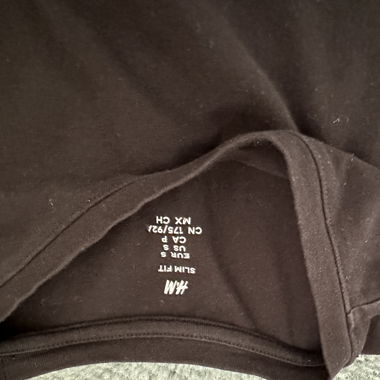 H&M
SLIM FIT
EUR S
US S
CA P
CN 175/92A
MX CH